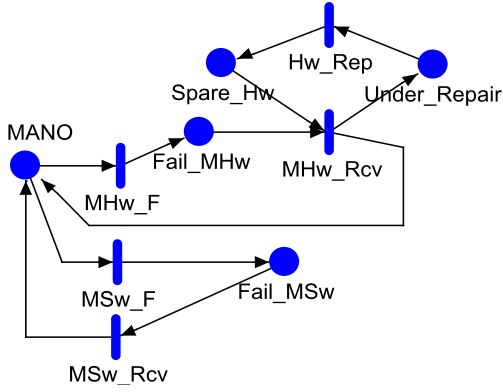 Hw_Rep
Spare_Hw
Under_Repair
MANO
Fail_MHw
MHw_Rcv
MHw_F
MSw_F
Fail_MSw
MSw_Rcv